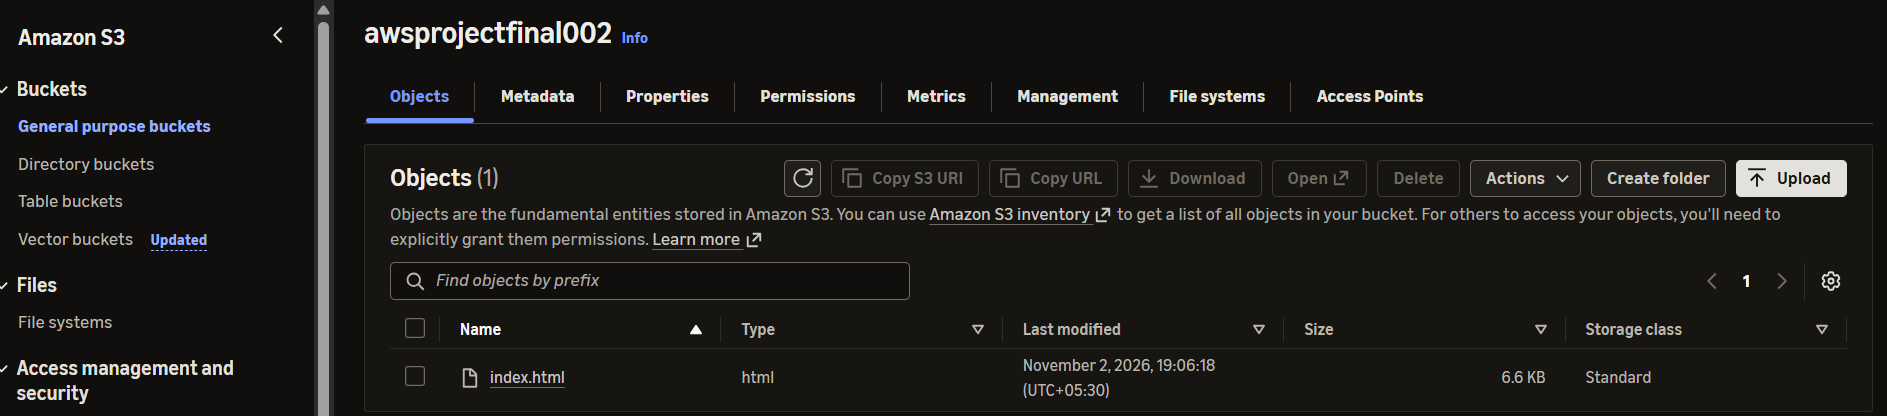 Amazon S3
Buckets
General purpose buckets
Directory buckets
Table buckets
Vector buckets Updated
Files
File systems
Access management and
security
awsprojectfinal002 Info
Objects Metadata Properties Permissions Metrics Management File systems Access Points
Objects (1) Copy S3 URI Copy URL Download Open Delete Actions Create folder Upload
Objects are the fundamental entities stored in Amazon S3. You can use Amazon S3 inventory to get a list of all objects in your bucket. For others to access your objects, you'll need to
explicitly grant them permissions. Learn more
Find objects by prefix 1
Name Type Last modified Size Storage class
index.html html November 2, 2026, 19:06:18 6.6 KB Standard
(UTC+05:30)